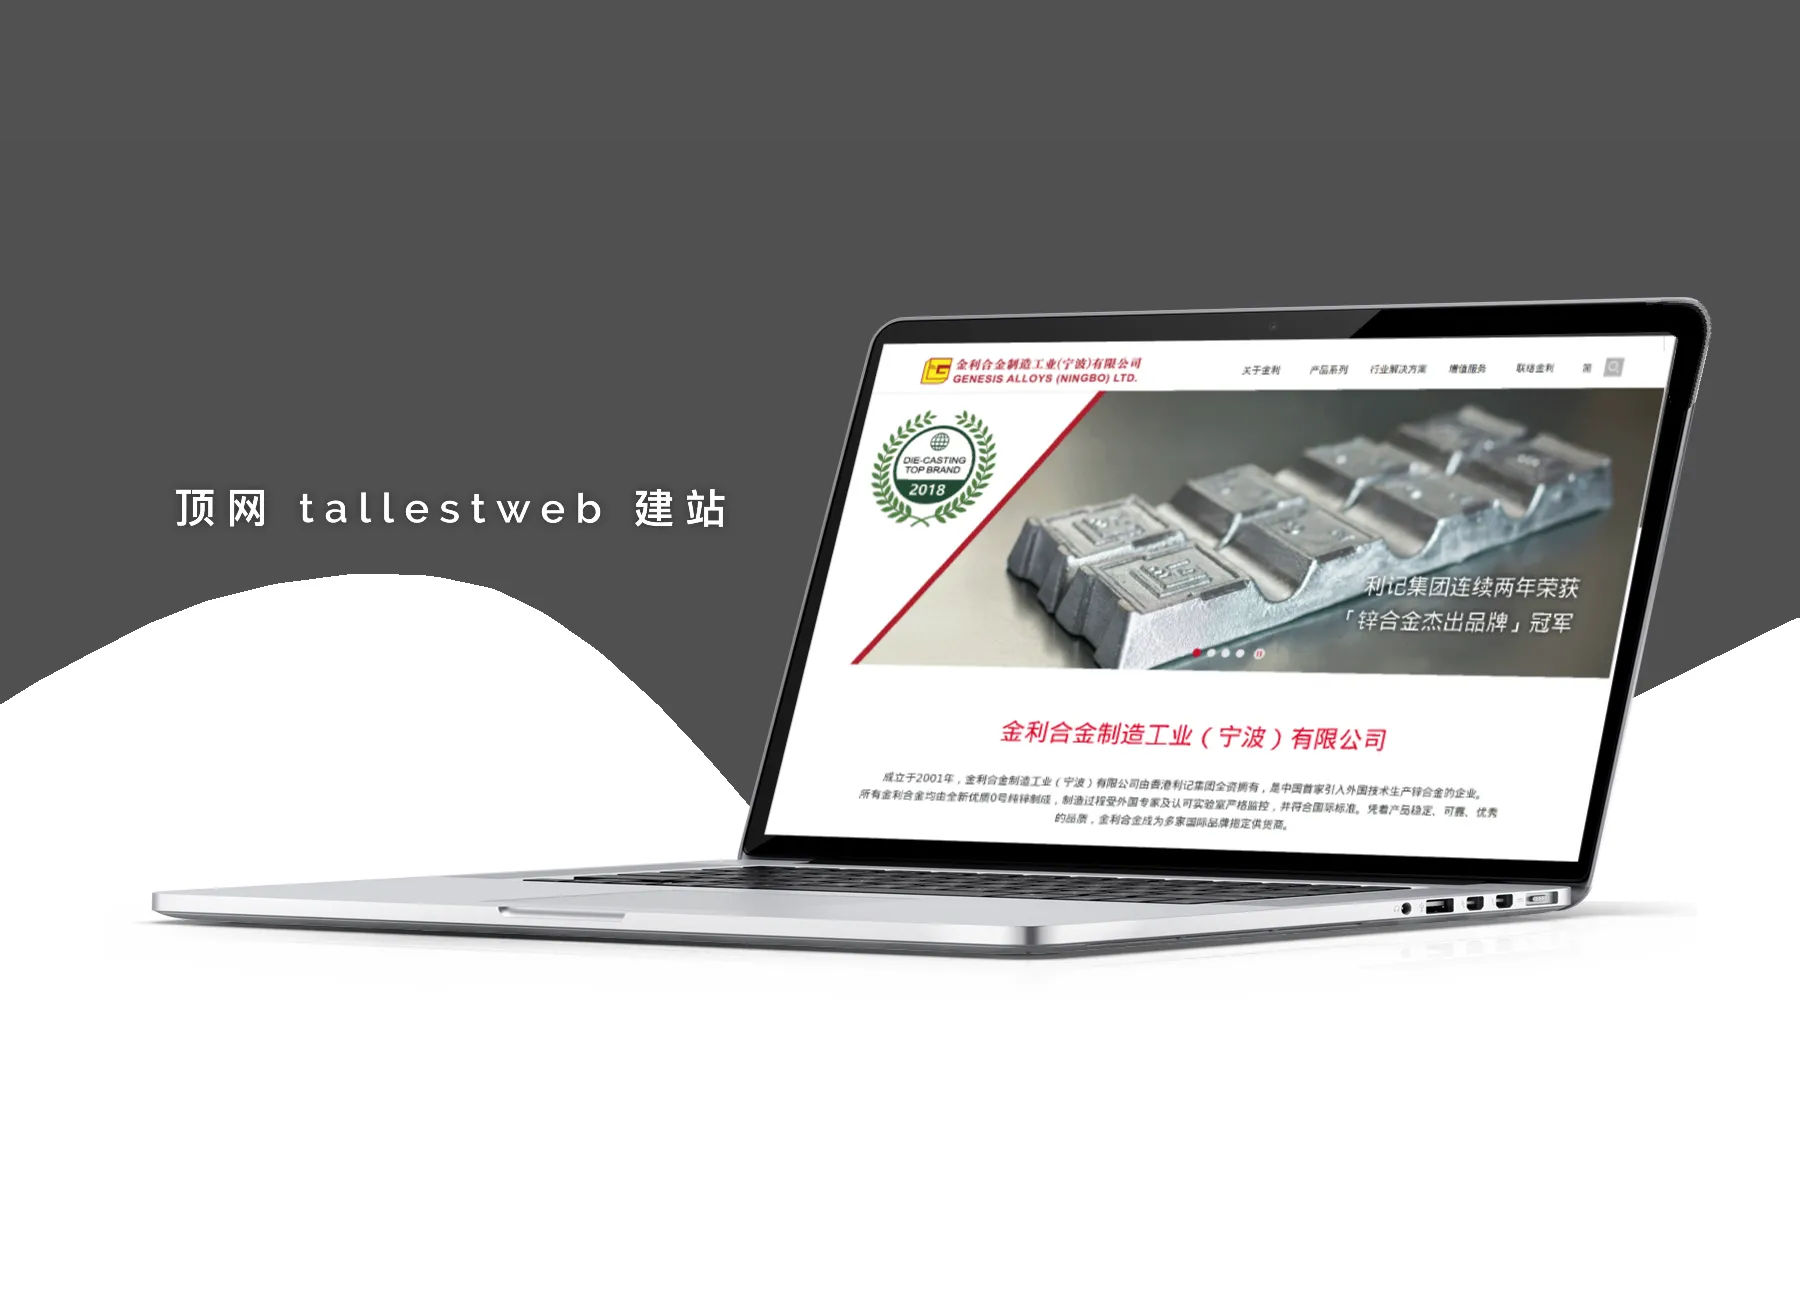 顶网 tallestweb 建站
金利合金制造工业(宁波)有限公司
GENESIS ALLOYS (NINGBO) LTD.
关于金利 产品系列 行业解决方案 增值服务 联络金利 简
DIE-CASTING
TOP BRAND
2018
利记集团连续两年荣获
「锌合金杰出品牌」冠军
金利合金制造工业（宁波）有限公司
成立于2001年，金利合金制造工业（宁波）有限公司由香港利记集团全资拥有，是中国首家引入外国技术生产锌合金的企业。
所有金利合金均由全新优质0号纯锌制成，制造过程受外国专家及认可实验室严格监控，并符合国际标准。凭着产品稳定、可靠、优秀
的品质，金利合金成为多家国际品牌指定供货商。